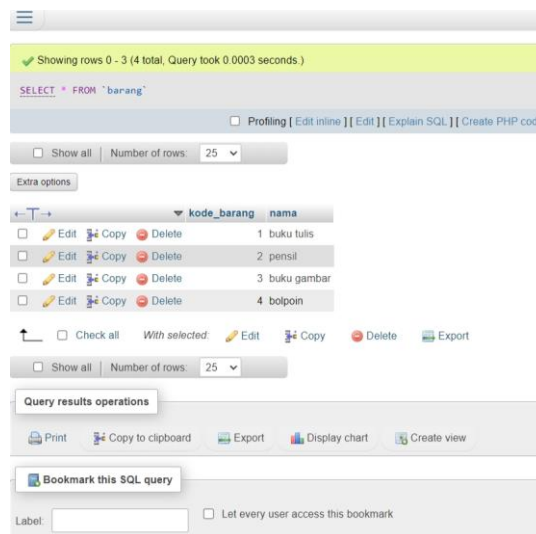 Showing rows 0 - 3 (4 total, Query took 0.0003 seconds.)
SELECT * FROM `barang`
Profiling [ Edit inline ] [ Edit ] [ Explain SQL ] [ Create PHP cod
Show all Number of rows: 25
Extra options
kode_barang nama
Edit Copy Delete 1 buku tulis
Edit Copy Delete 2 pensil
Edit Copy Delete 3 buku gambar
Edit Copy Delete 4 bolpoin
Check all With selected: Edit Copy Delete Export
Show all Number of rows: 25
Query results operations
Print Copy to clipboard Export Display chart Create view
Bookmark this SQL query
Label: Let every user access this bookmark